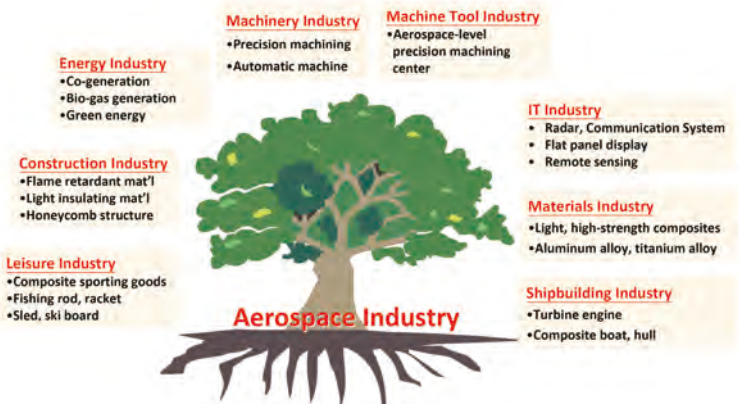 Machinery Industry
•Precision machining
•Automatic machine
Machine Tool Industry
•Aerospace-level
precision machining
center
Energy Industry
•Co-generation
•Bio-gas generation
•Green energy
IT Industry
• Radar, Communication System
• Flat panel display
• Remote sensing
Construction Industry
•Flame retardant mat'l
•Light insulating mat'l
•Honeycomb structure
Materials Industry
•Light, high-strength composites
•Aluminum alloy, titanium alloy
Leisure Industry
•Composite sporting goods
•Fishing rod, racket
•Sled, ski board
Shipbuilding Industry
•Turbine engine
•Composite boat, hull
Aerospace Industry